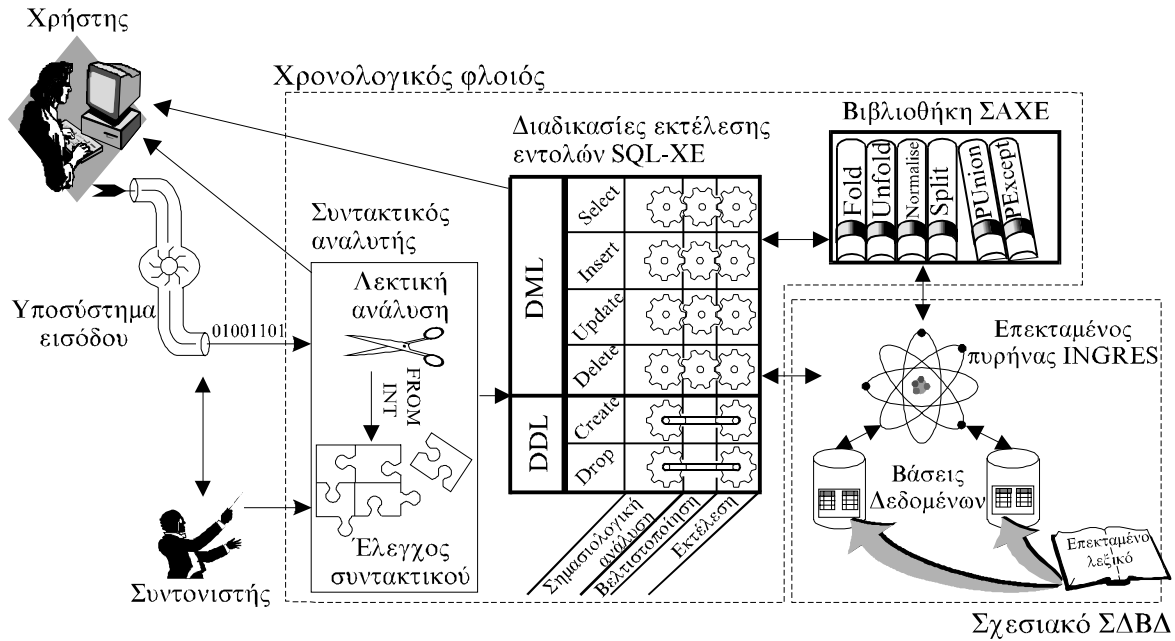 Χρήστης
Χρονολογικός φλοιός
Βιβλιοθήκη ΣΑΧΕ
Διαδικασίες εκτέλεσης
εντολών SQL-XE
Fold
Unfold
Normalise
Split
PUnion
PExcept
Συντακτικός
αναλυτής
Λεκτική
ανάλυση
Υποσύστημα
εισόδου
01001101
FROM
INT
DML
Select
Insert
Update
Delete
DDL
Create
Drop
Επεκταμένος
πυρήνας INGRES
Βάσεις
Δεδομένων
Έλεγχος
συντακτικού
Σημασιολογική
ανάλυση
Βελτιστοποίηση
Εκτέλεση
Επεκταμένο
λεξικό
Συντονιστής
Σχεσιακό ΣΔΒΔ